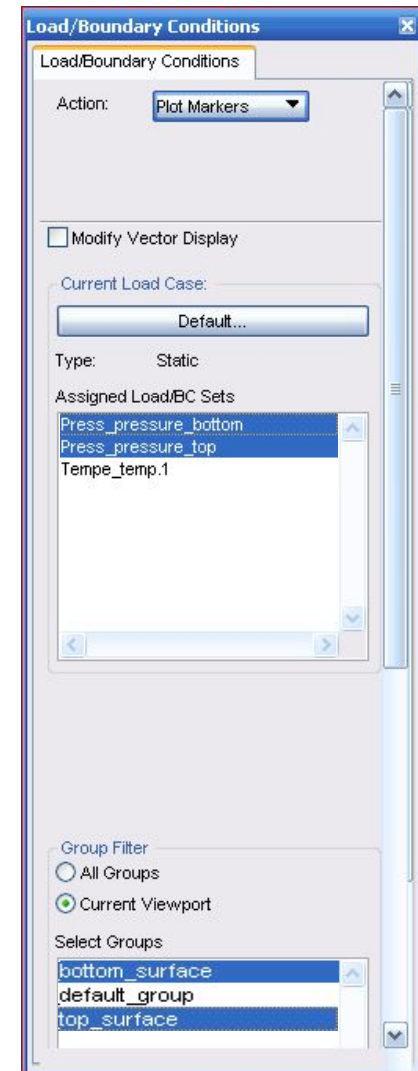 Load/Boundary Conditions
Load/Boundary Conditions
Action: Plot Markers
Modify Vector Display
Current Load Case:
Default...
Type: Static
Assigned Load/BC Sets
Press_pressure_bottom
Press_pressure_top
Tempe_temp.1
Group Filter
All Groups
Current Viewport
Select Groups
bottom_surface
default_group
top_surface